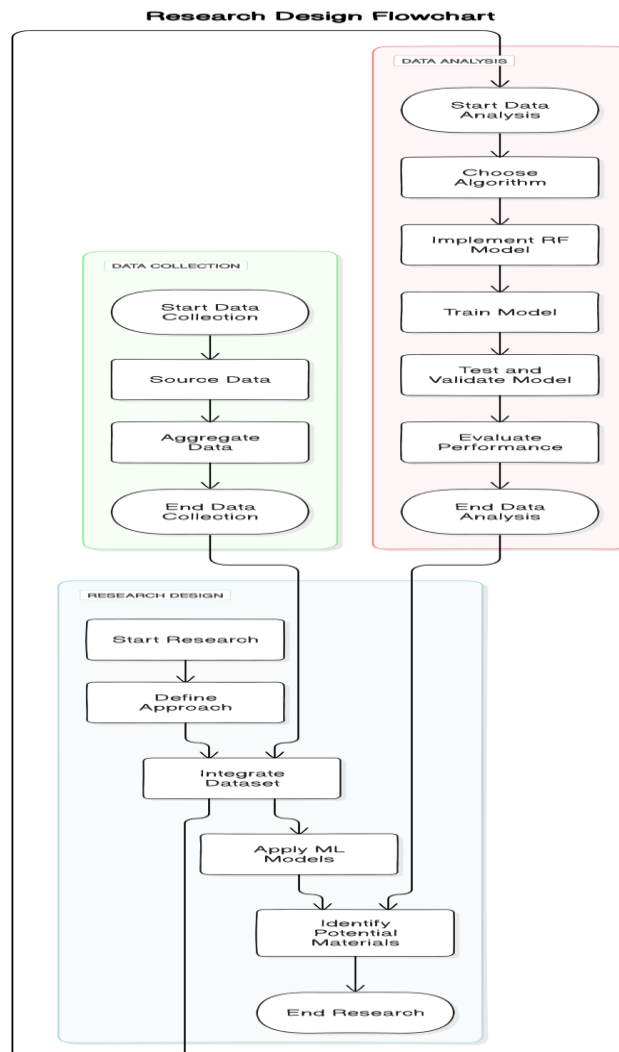 Research Design Flowchart
DATA ANALYSIS
Start Data
Analysis
Choose
Algorithm
Implement RF
Model
Train Model
Test and
Validate Model
Evaluate
Performance
End Data
Analysis
DATA COLLECTION
Start Data
Collection
Source Data
Aggregate
Data
End Data
Collection
RESEARCH DESIGN
Start Research
Define
Approach
Integrate
Dataset
Apply ML
Models
Identify
Potential
Materials
End Research